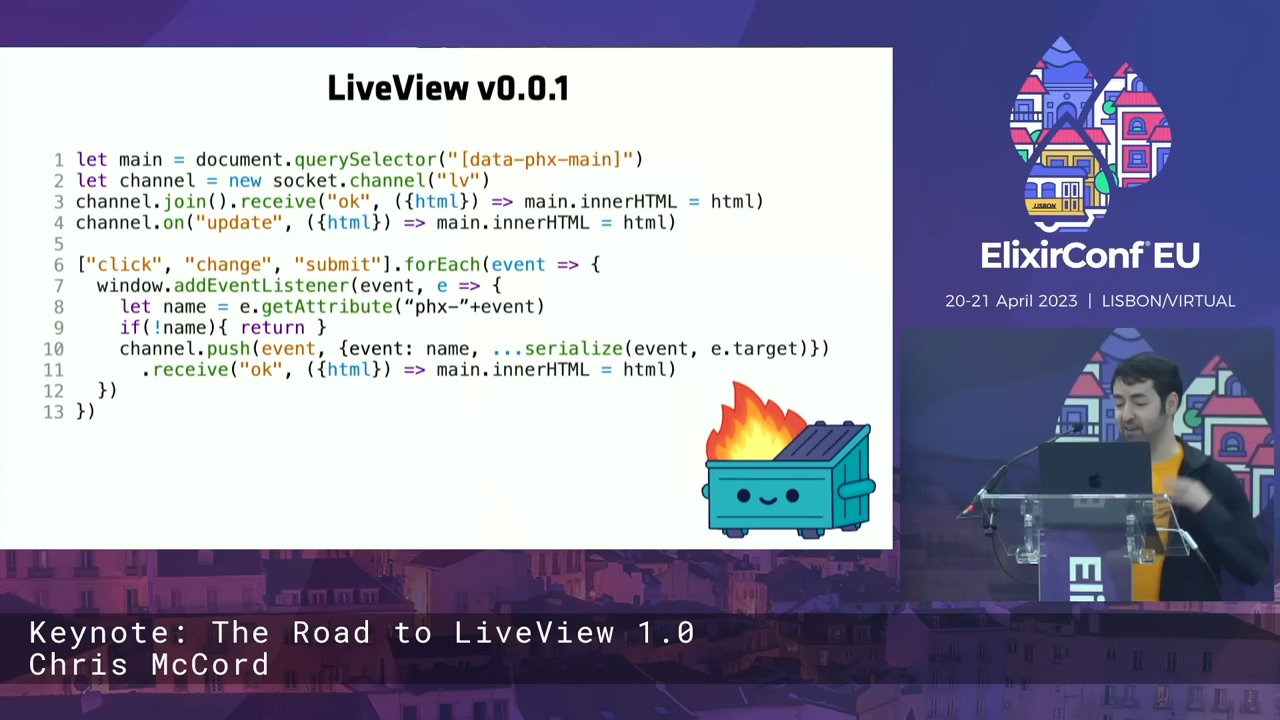 LiveView v0.0.1
1 let main = document.querySelector("[data-phx-main]")
2 let channel = new socket.channel("lv")
3 channel.join().receive("ok", ({html}) => main.innerHTML = html)
4 channel.on("update", ({html}) => main.innerHTML = html)
5
6 ["click", "change", "submit"].forEach(event => {
7   window.addEventListener(event, e => {
8     let name = e.getAttribute(“phx-”+event)
9     if(!name){ return }
10     channel.push(event, {event: name, ...serialize(event, e.target)})
11       .receive("ok", ({html}) => main.innerHTML = html)
12   })
13 })
LISBON
ElixirConf® EU
20-21 April 2023 | LISBON/VIRTUAL
Eli
Keynote: The Road to LiveView 1.0
Chris McCord